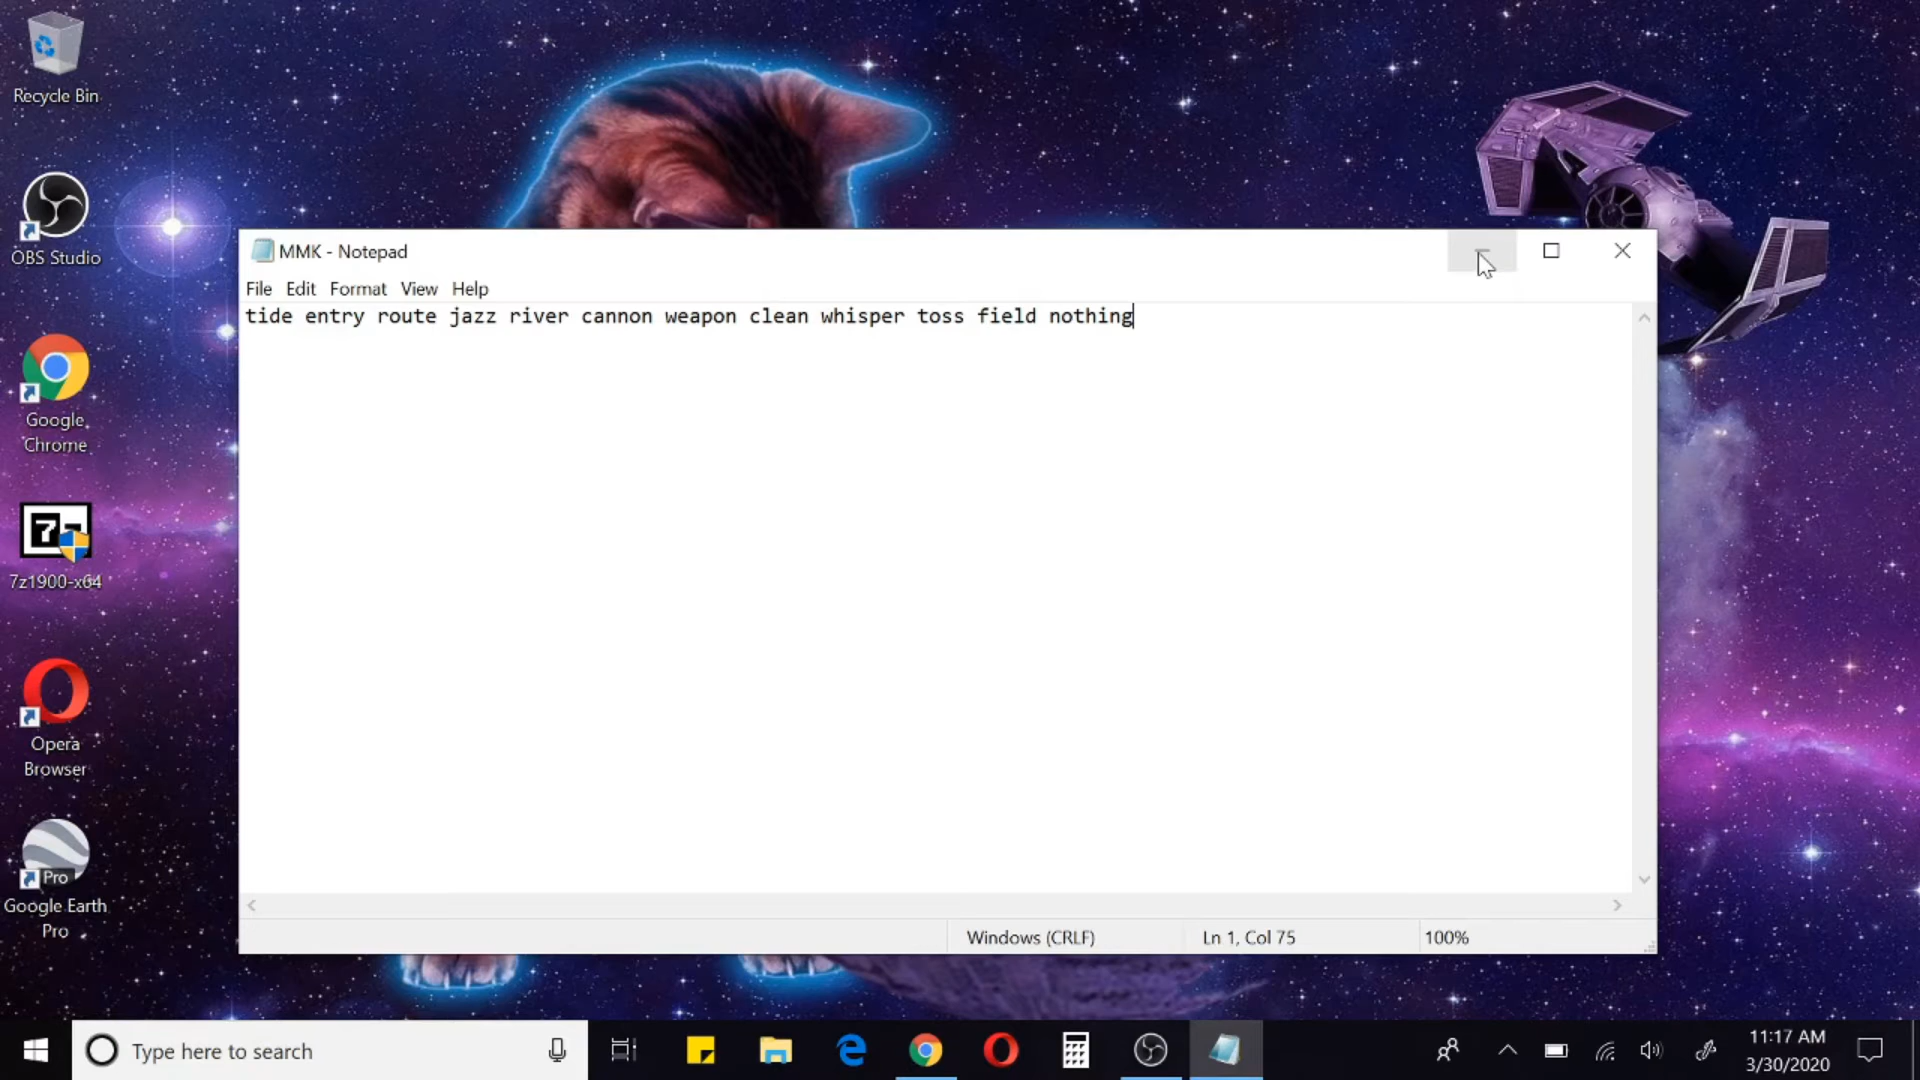 Recycle Bin
OBS Studio
Google
Chrome
7z1900-x64
Opera
Browser
Pro
Google Earth
Pro
MMK - Notepad
File Edit Format View Help
tide entry route jazz river cannon weapon clean whisper toss field nothing
Windows (CRLF) Ln 1, Col 75 100%
Type here to search
11:17 AM
3/30/2020